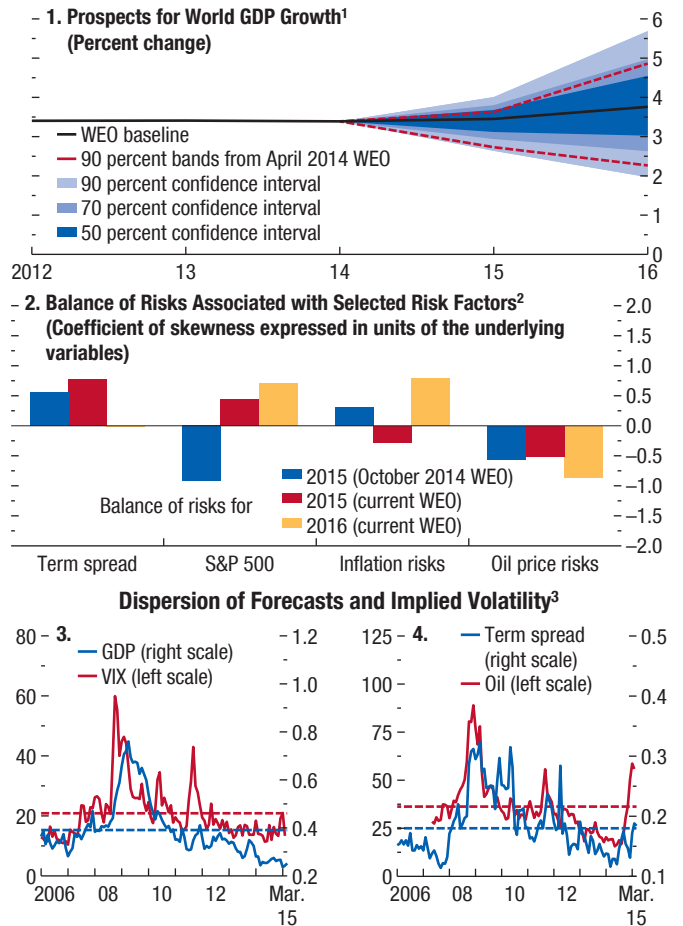 1. Prospects for World GDP Growth¹
(Percent change)
6
5
4
3
2
1
0
WEO baseline
90 percent bands from April 2014 WEO
90 percent confidence interval
70 percent confidence interval
50 percent confidence interval
2012 13 14 15 16
2. Balance of Risks Associated with Selected Risk Factors²
(Coefficient of skewness expressed in units of the underlying
variables)
2.0
1.5
1.0
0.5
0.0
–0.5
–1.0
–1.5
–2.0
Balance of risks for
2015 (October 2014 WEO)
2015 (current WEO)
2016 (current WEO)
Term spread S&P 500 Inflation risks Oil price risks
Dispersion of Forecasts and Implied Volatility³
3.
GDP (right scale)
VIX (left scale)
80
60
40
20
0
1.2
1.0
0.8
0.6
0.4
0.2
2006 08 10 12 Mar.
15
4.
Term spread
(right scale)
Oil (left scale)
125
100
75
50
25
0
0.5
0.4
0.3
0.2
0.1
2006 08 10 12 Mar.
15